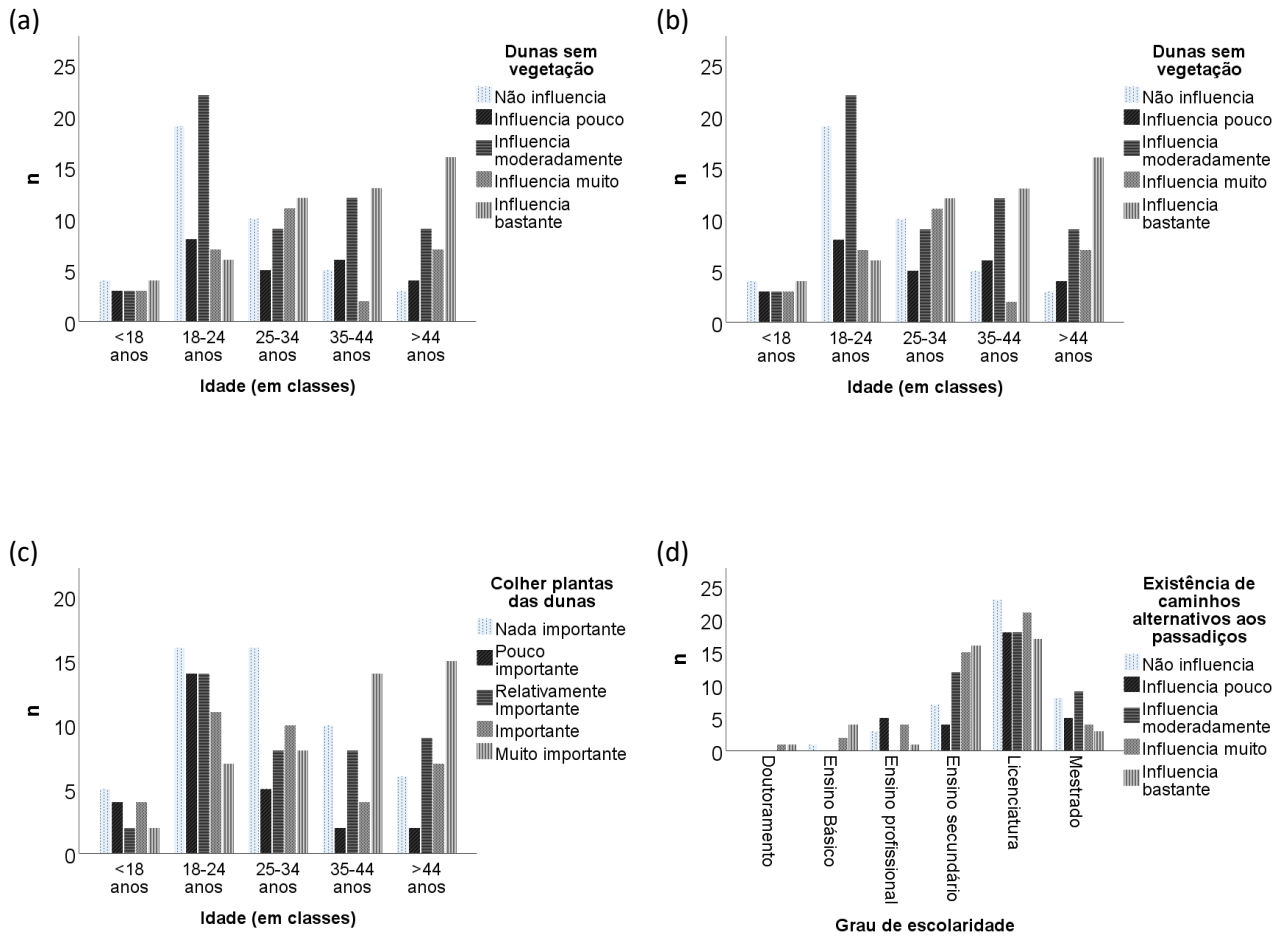 (a)
Dunas sem
vegetação
Não influencia
Influencia pouco
Influencia
moderadamente
Influencia muito
Influencia
bastante
n
25
20
15
10
5
0
<18
anos
18-24
anos
25-34
anos
35-44
anos
>44
anos
Idade (em classes)
(b)
Dunas sem
vegetação
Não influencia
Influencia pouco
Influencia
moderadamente
Influencia muito
Influencia
bastante
n
25
20
15
10
5
0
<18
anos
18-24
anos
25-34
anos
35-44
anos
>44
anos
Idade (em classes)
(c)
Colher plantas
das dunas
Nada importante
Pouco
importante
Relativamente
Importante
Importante
Muito importante
n
20
15
10
5
0
<18
anos
18-24
anos
25-34
anos
35-44
anos
>44
anos
Idade (em classes)
(d)
Existência de
caminhos
alternativos aos
passadiços
Não influencia
Influencia pouco
Influencia
moderadamente
Influencia muito
Influencia
bastante
n
25
20
15
10
5
0
Doutoramento
Ensino Básico
Ensino profissional
Ensino secundário
Licenciatura
Mestrado
Grau de escolaridade